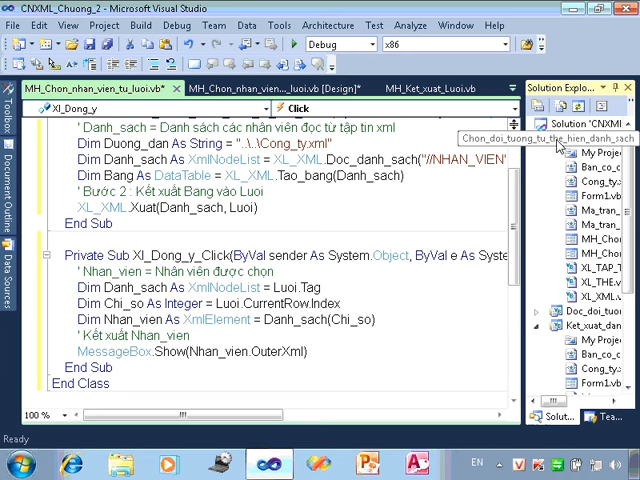 CNXML_Chuong_2 - Microsoft Visual Studio
File Edit View Project Build Debug Team Data Tools Architecture Test Analyze Window Help
Debug x86
MH_Chon_nhan_vien_tu_luoi.vb* MH_Chon_nhan_vien..._luoi.vb [Design]* MH_Ket_xuat_Luoi.vb
Solution Explo...
Xl_Dong_y Click
Solution 'CNXML
Chon_doi_tuong_tu_the_hien_danh_sach
' Danh_sach = Danh sách các nhân viên đọc từ tập tin xml
Dim Duong_dan As String = "..\..\Cong_ty.xml"
Dim Danh_sach As XmlNodeList = XL_XML.Doc_danh_sach("//NHAN_VIEN"
Dim Bang As DataTable = XL_XML.Tao_bang(Danh_sach)
' Bước 2 : Kết xuất Bang vào Luoi
XL_XML.Xuat(Danh_sach, Luoi)
End Sub
Private Sub Xl_Dong_y_Click(ByVal sender As System.Object, ByVal e As Syste
' Nhan_vien = Nhân viên được chọn
Dim Danh_sach As XmlNodeList = Luoi.Tag
Dim Chi_so As Integer = Luoi.CurrentRow.Index
Dim Nhan_vien As XmlElement = Danh_sach(Chi_so)
' Kết xuất Nhan_vien
MessageBox.Show(Nhan_vien.OuterXml)
End Sub
End Class
100 %
Toolbox
Document Outline
Data Sources
My Proje
Ban_co_
Cong_ty.
Form1.vb
Ma_tran_
Ma_tran_
MH_Cho
MH_Cho
XL_TAP_T
XL_THE.v
XL_XML.v
Doc_doi_tuo
Ket_xuat_dan
My Proje
Ban_co_c
Cong_ty.x
Form1.vb
Solut... Tea...
Ready
EN